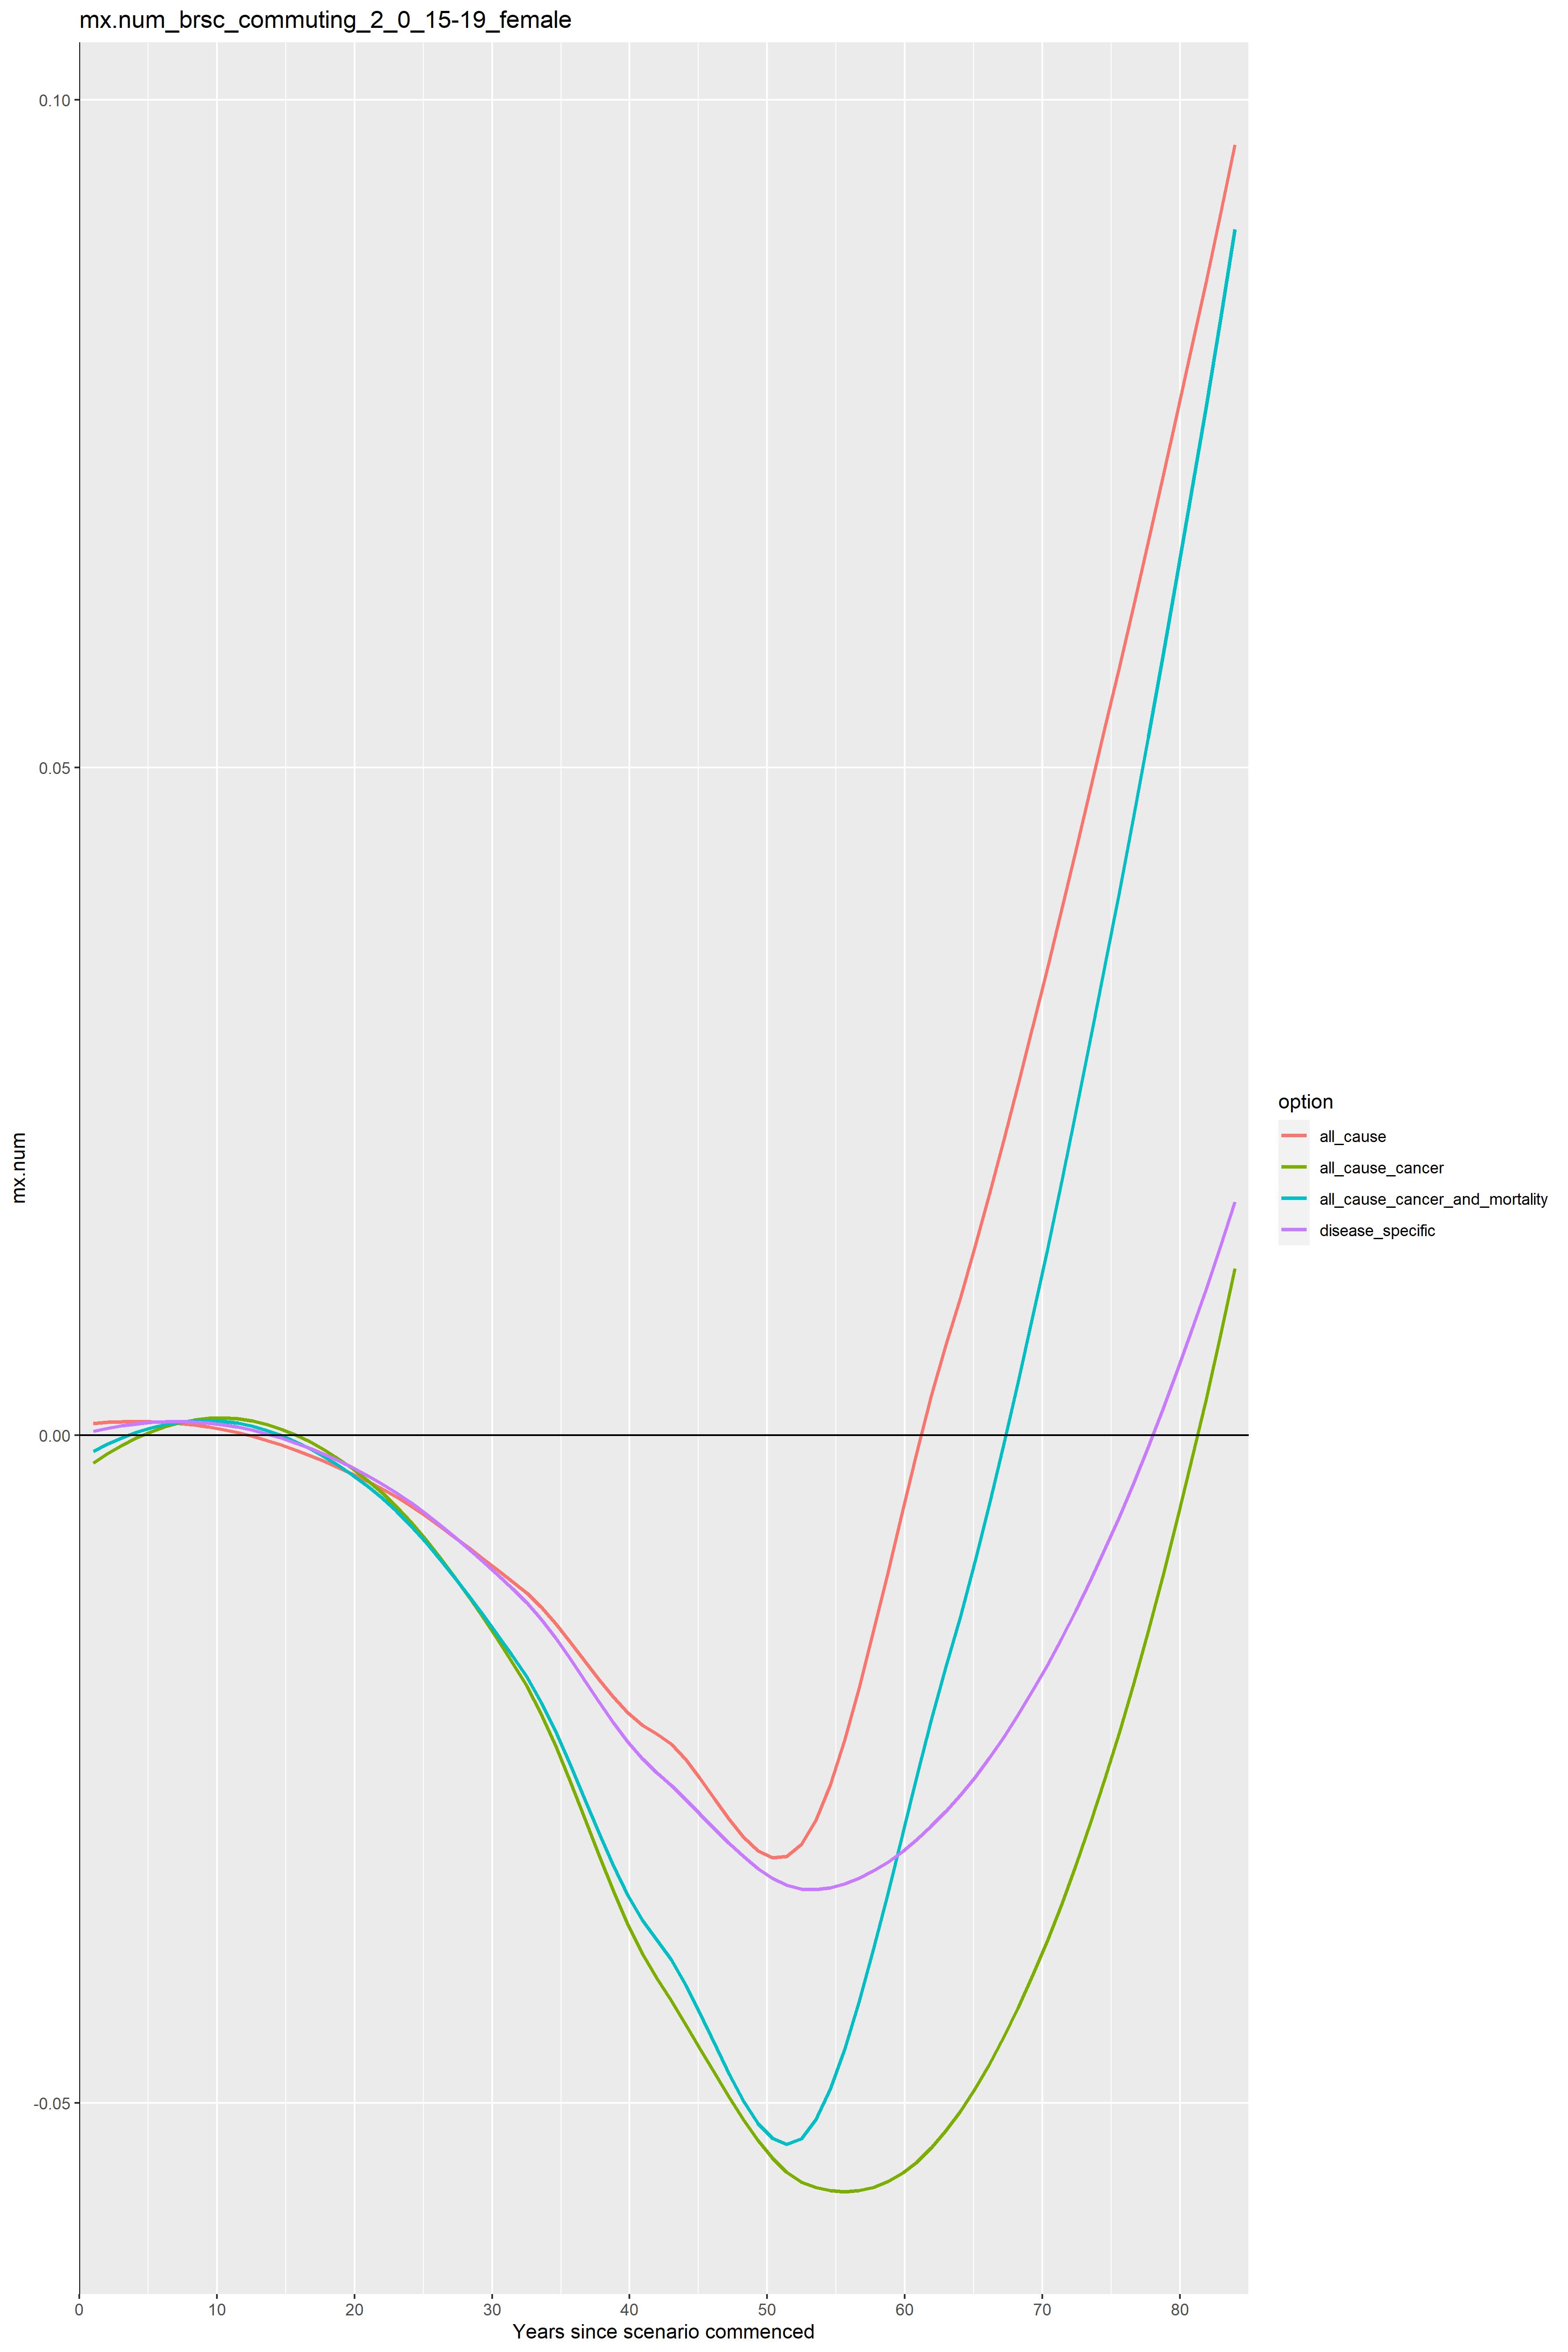 mx.num_brsc_commuting_2_0_15-19_female
0.10
0.05
0.00
-0.05
mx.num
0 10 20 30 40 50 60 70 80
Years since scenario commenced
option
all_cause
all_cause_cancer
all_cause_cancer_and_mortality
disease_specific